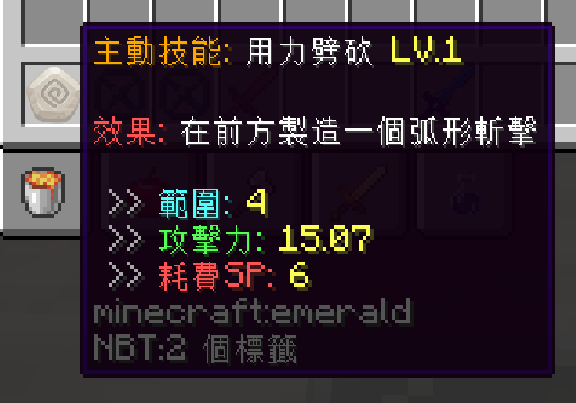 主動技能: 用力劈砍 LV.1
效果: 在前方製造一個弧形斬擊
>> 範圍: 4
>> 攻擊力: 15.07
>> 耗費SP: 6
minecraft:emerald
NBT:2 個標籤